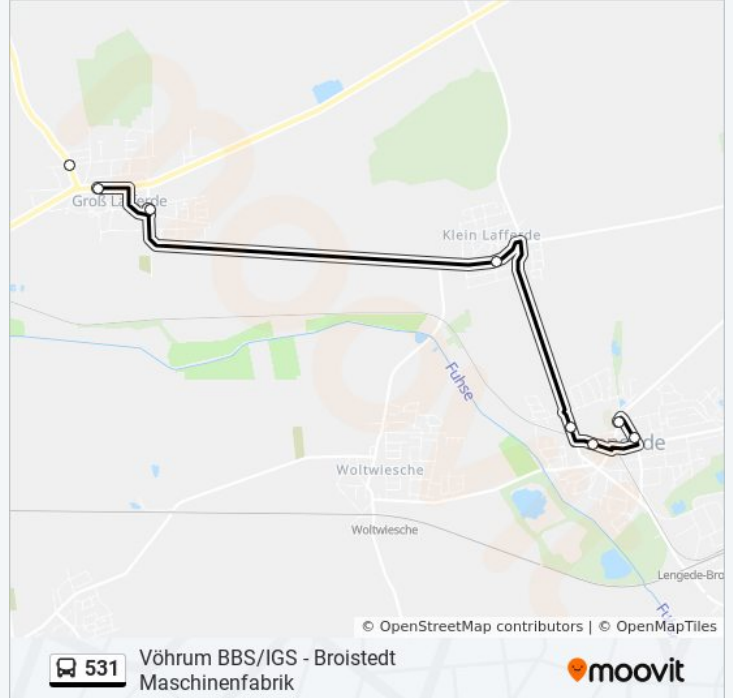 Groß Lafferde
Klein Lafferde
Fuhse
Woltwiesche
Woltwiesche
Lengede-Bro
Fuhse
© OpenStreetMap contributors | © OpenMapTiles
531
Vöhrum BBS/IGS - Broistedt
Maschinenfabrik
moovit